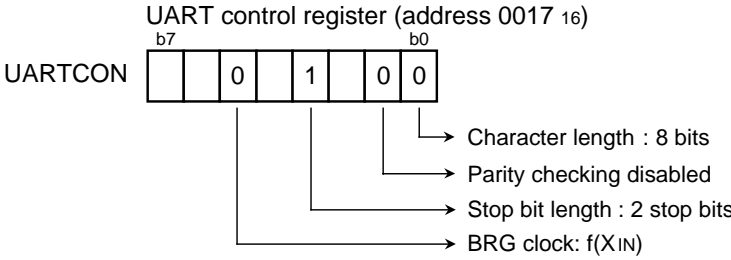 UART control register (address 0017 16)
b7 b0
UARTCON 0 1 0 0
Character length : 8 bits
Parity checking disabled
Stop bit length : 2 stop bits
BRG clock: f(XIN)